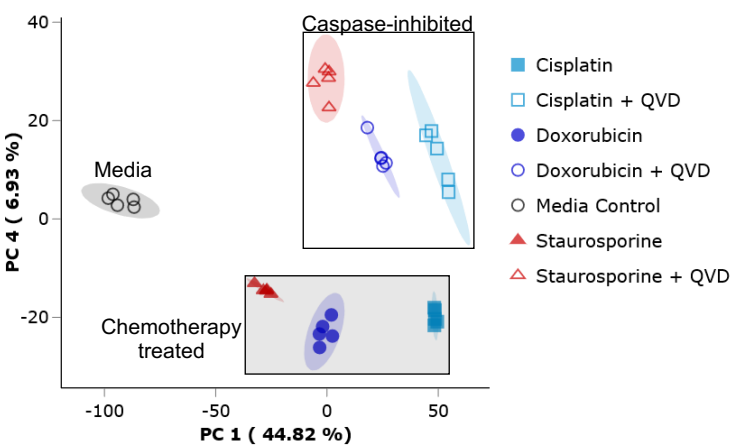 Caspase-inhibited
40
20
0
-20
PC 4 ( 6.93 %)
Media
Chemotherapy
treated
-100
-50
0
50
PC 1 ( 44.82 %)
Cisplatin
Cisplatin + QVD
Doxorubicin
Doxorubicin + QVD
Media Control
Staurosporine
Staurosporine + QVD